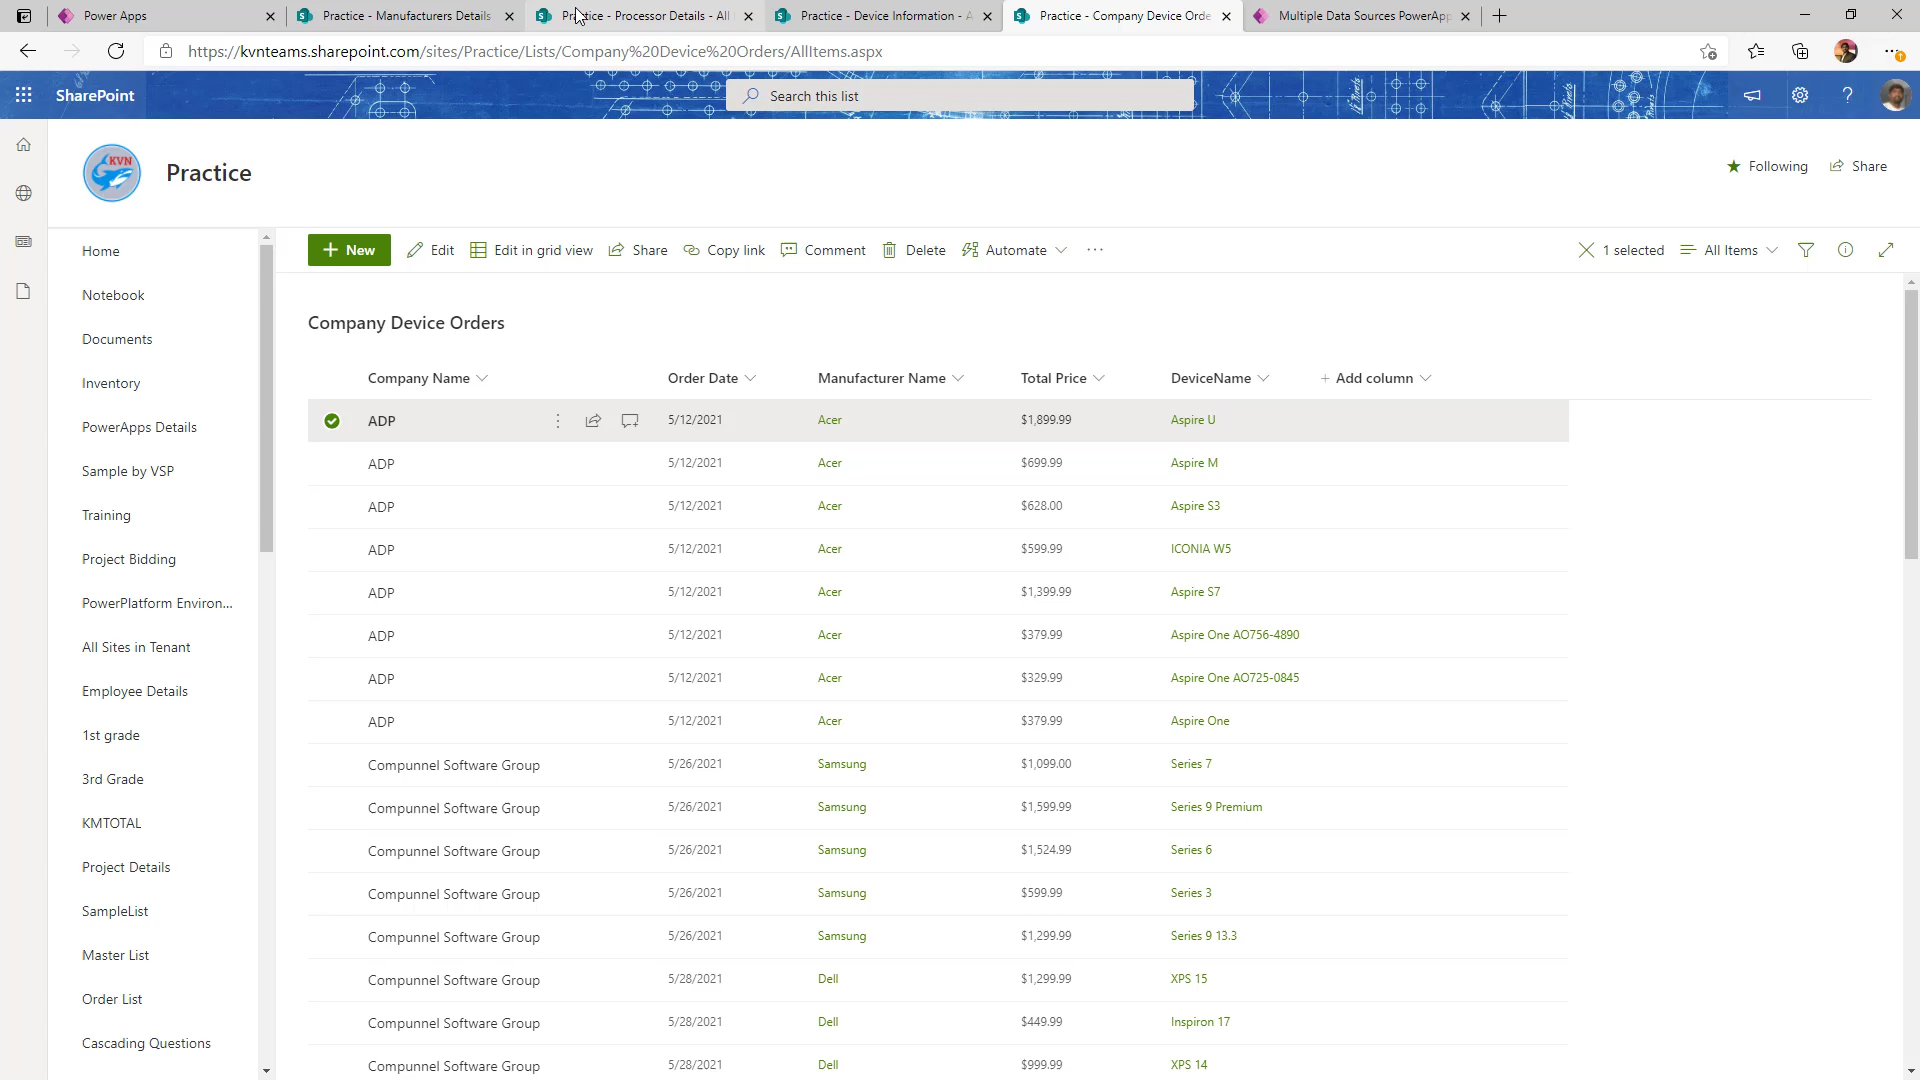 Power Apps
Practice - Manufacturers Details
Practice - Processor Details - All
Practice - Device Information - A
Practice - Company Device Orde
Multiple Data Sources PowerApp
https://kvnteams.sharepoint.com/sites/Practice/Lists/Company%20Device%20Orders/AllItems.aspx
SharePoint
Search this list
KVN
Practice
Following
Share
Home
Notebook
Documents
Inventory
PowerApps Details
Sample by VSP
Training
Project Bidding
PowerPlatform Environ...
All Sites in Tenant
Employee Details
1st grade
3rd Grade
KMTOTAL
Project Details
SampleList
Master List
Order List
Cascading Questions
New Edit Edit in grid view Share Copy link Comment Delete Automate 1 selected All Items
Company Device Orders
Company Name Order Date Manufacturer Name Total Price DeviceName + Add column
ADP 5/12/2021 Acer $1,899.99 Aspire U
ADP 5/12/2021 Acer $699.99 Aspire M
ADP 5/12/2021 Acer $628.00 Aspire S3
ADP 5/12/2021 Acer $599.99 ICONIA W5
ADP 5/12/2021 Acer $1,399.99 Aspire S7
ADP 5/12/2021 Acer $379.99 Aspire One AO756-4890
ADP 5/12/2021 Acer $329.99 Aspire One AO725-0845
ADP 5/12/2021 Acer $379.99 Aspire One
Compunnel Software Group 5/26/2021 Samsung $1,099.00 Series 7
Compunnel Software Group 5/26/2021 Samsung $1,599.99 Series 9 Premium
Compunnel Software Group 5/26/2021 Samsung $1,524.99 Series 6
Compunnel Software Group 5/26/2021 Samsung $599.99 Series 3
Compunnel Software Group 5/26/2021 Samsung $1,299.99 Series 9 13.3
Compunnel Software Group 5/28/2021 Dell $1,299.99 XPS 15
Compunnel Software Group 5/28/2021 Dell $449.99 Inspiron 17
Compunnel Software Group 5/28/2021 Dell $999.99 XPS 14